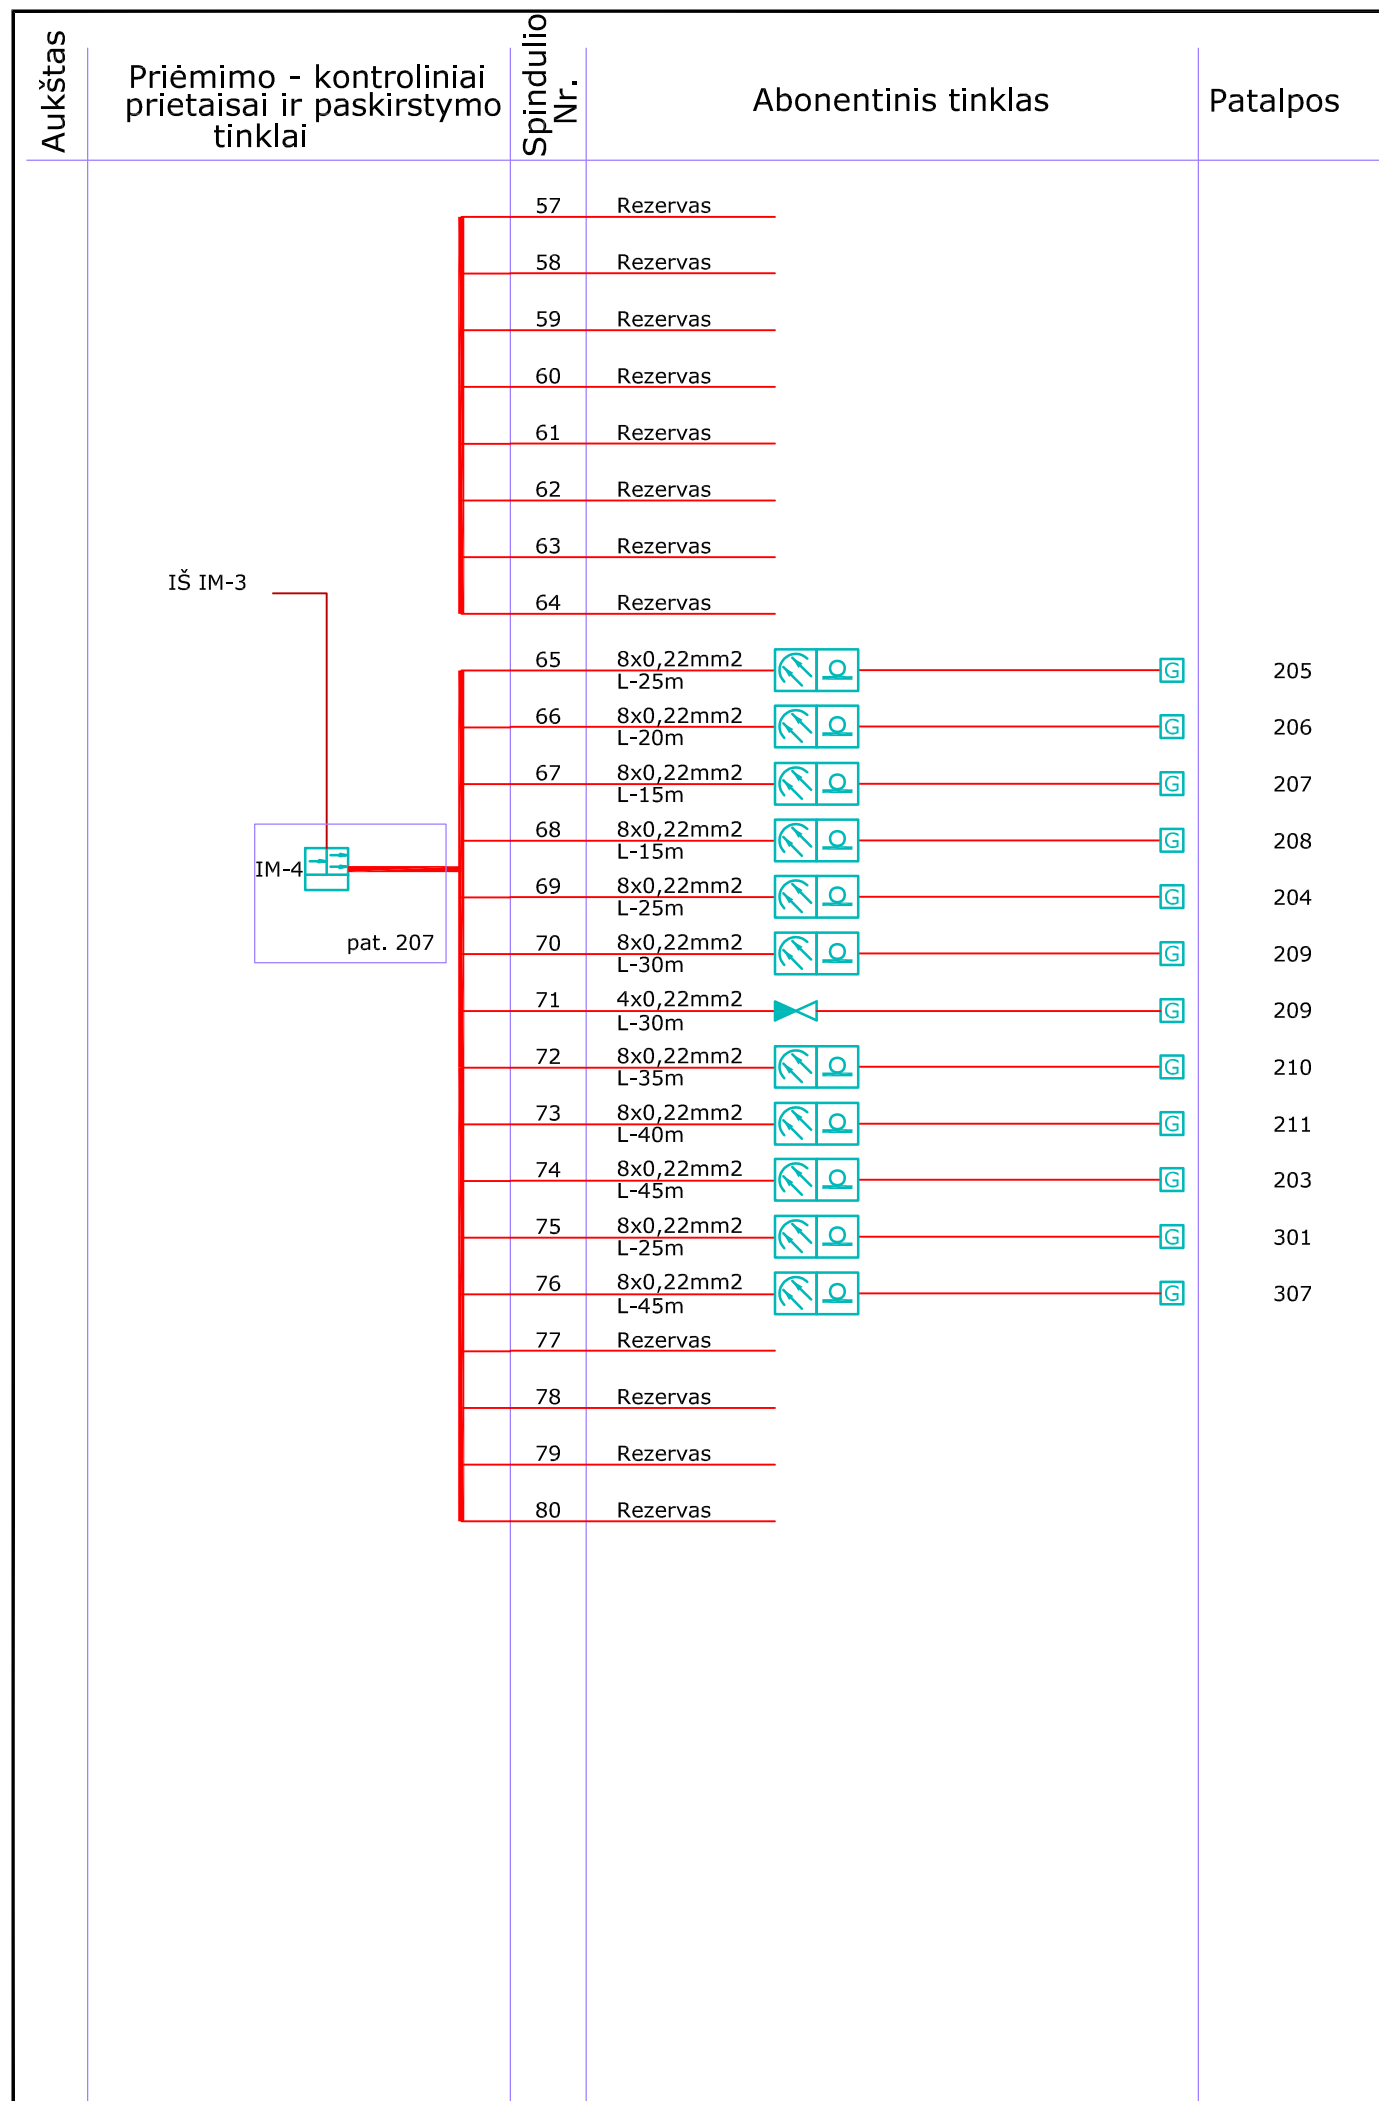 Aukštas
Priėmimo - kontroliniai
prietaisai ir paskirstymo
tinklai
Spindulio
Nr.
Abonentinis tinklas
Patalpos
57 Rezervas
58 Rezervas
59 Rezervas
60 Rezervas
61 Rezervas
62 Rezervas
63 Rezervas
IŠ IM-3
64 Rezervas
65 8x0,22mm2 G 205
L-25m
66 8x0,22mm2 G 206
L-20m
67 8x0,22mm2 G 207
L-15m
68 8x0,22mm2 G 208
L-15m
IM-4
69 8x0,22mm2 G 204
L-25m
pat. 207
70 8x0,22mm2 G 209
L-30m
71 4x0,22mm2 G 209
L-30m
72 8x0,22mm2 G 210
L-35m
73 8x0,22mm2 G 211
L-40m
74 8x0,22mm2 G 203
L-45m
75 8x0,22mm2 G 301
L-25m
76 8x0,22mm2 G 307
L-45m
77 Rezervas
78 Rezervas
79 Rezervas
80 Rezervas